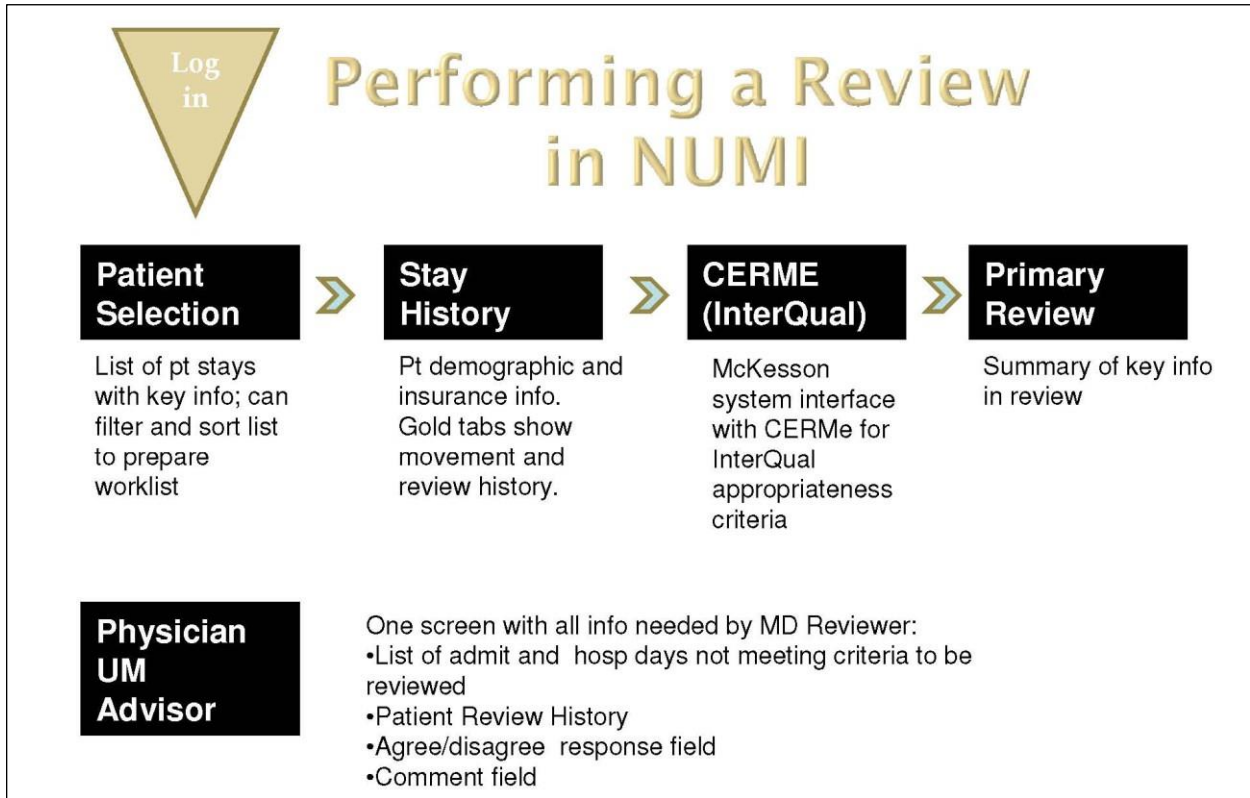 Log
in
Performing a Review
in NUMI
Patient
Selection
List of pt stays
with key info; can
filter and sort list
to prepare
worklist
Stay
History
Pt demographic and
insurance info.
Gold tabs show
movement and
review history.
CERME
(InterQual)
McKesson
system interface
with CERMe for
InterQual
appropriateness
criteria
Primary
Review
Summary of key info
in review
Physician
UM
Advisor
One screen with all info needed by MD Reviewer:
•List of admit and hosp days not meeting criteria to be
reviewed
•Patient Review History
•Agree/disagree response field
•Comment field